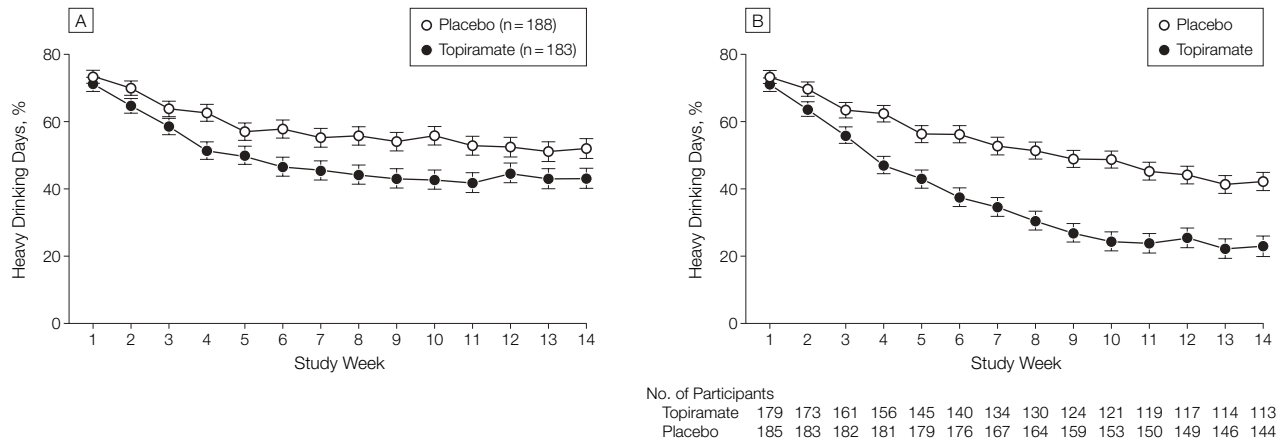 A
Placebo (n = 188)
Topiramate (n = 183)
80
60
40
20
0
Heavy Drinking Days, %
1 2 3 4 5 6 7 8 9 10 11 12 13 14
Study Week
B
Placebo
Topiramate
80
60
40
20
0
Heavy Drinking Days, %
1 2 3 4 5 6 7 8 9 10 11 12 13 14
Study Week
No. of Participants
Topiramate 179 173 161 156 145 140 134 130 124 121 119 117 114 113
Placebo 185 183 182 181 179 176 167 164 159 153 150 149 146 144